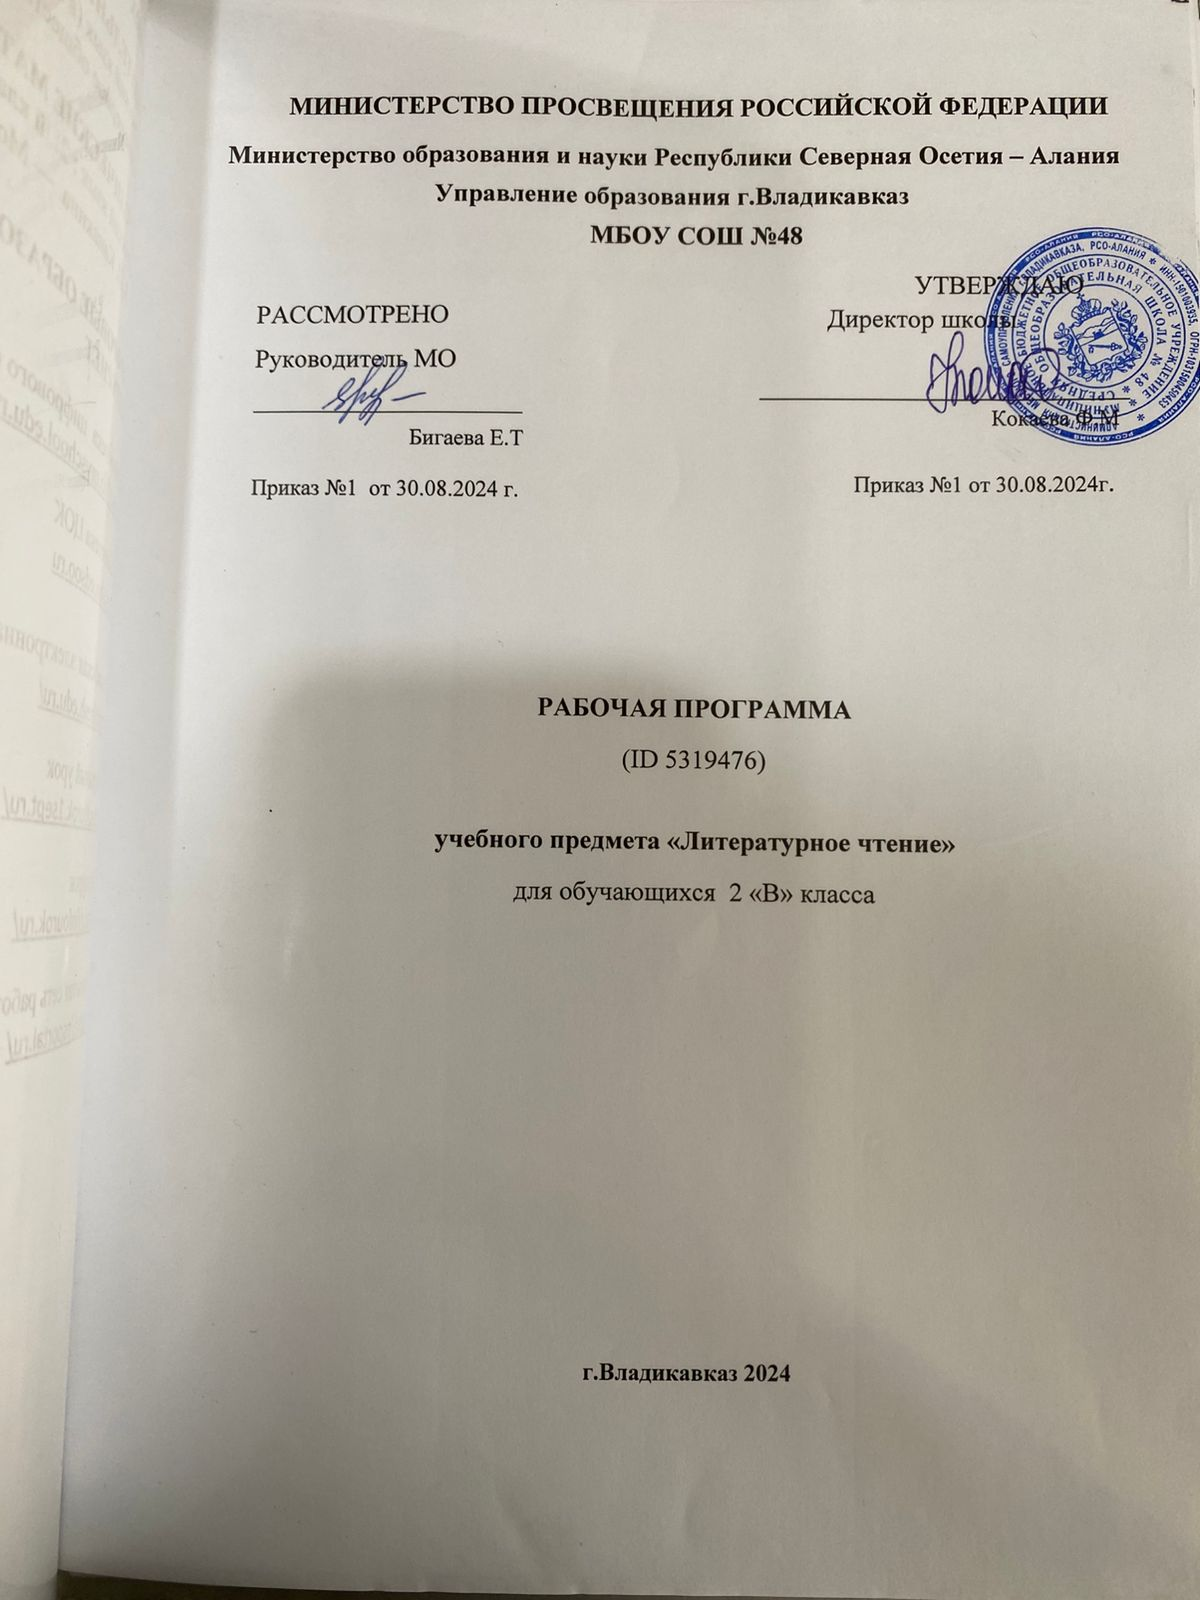 МИНИСТЕРСТВО ПРОСВЕЩЕНИЯ РОССИЙСКОЙ ФЕДЕРАЦИИ
Министерство образования и науки Республики Северная Осетия – Алания
Управление образования г.Владикавказ
МБОУ СОШ №48
РАССМОТРЕНО
Руководитель МО
Бигаева Е.Т
Приказ №1 от 30.08.2024 г.
УТВЕРЖДАЮ
Директор школы
Кокаева Ф.М
Приказ №1 от 30.08.2024г.
РАБОЧАЯ ПРОГРАММА
(ID 5319476)
учебного предмета «Литературное чтение»
для обучающихся 2 «В» класса
г.Владикавказ 2024